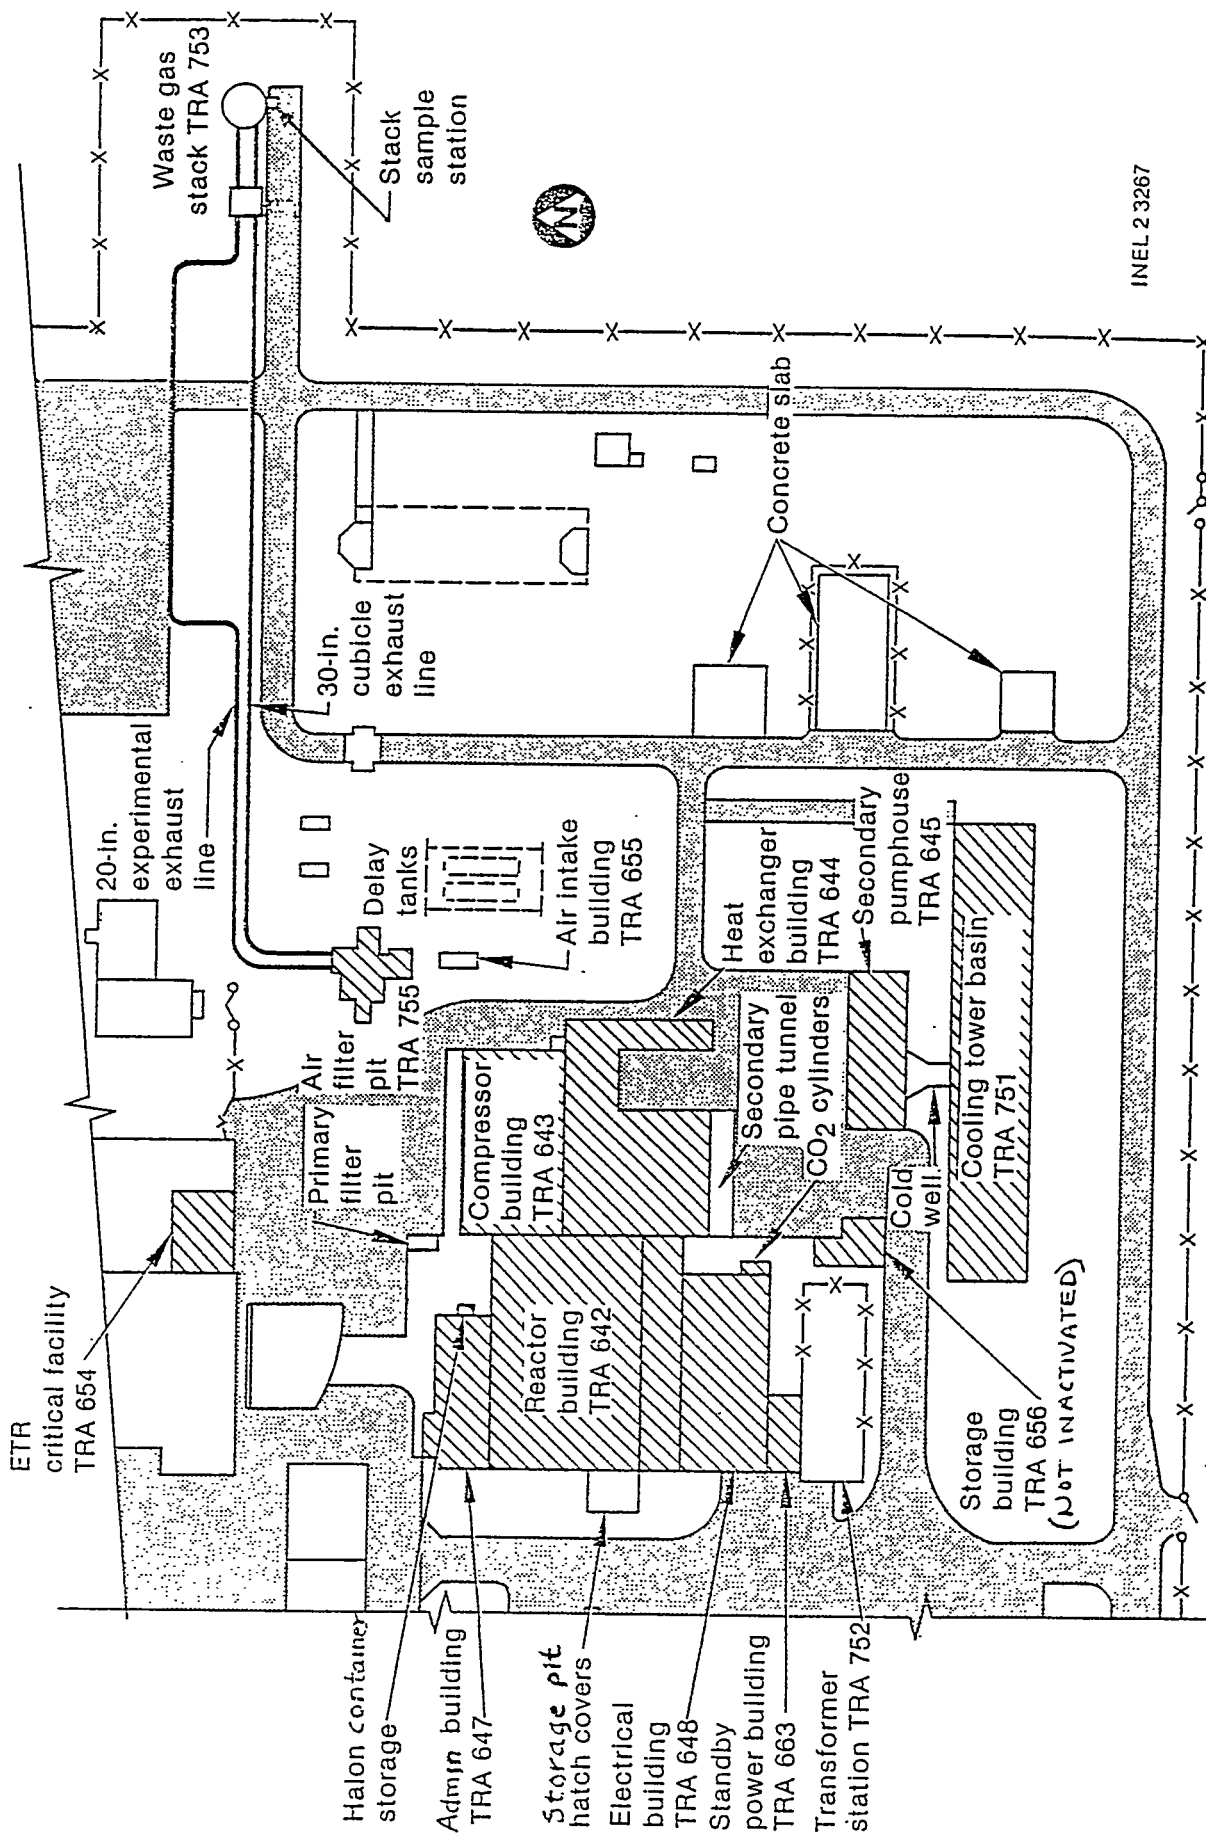 ETR
critical facility
TRA 654
20-in.
experimental
exhaust
line
Waste gas
stack TRA 753
Stack
sample
station
30-in.
cubicle
exhaust
line
Primary
filter
pit
Air
filter
pit
TRA 755
Delay
tanks
Air intake
building
TRA 655
N
Halon container
storage
Admin building
TRA 647
Storage pit
hatch covers
Electrical
building
TRA 648
Standby
power building
TRA 663
Transformer
station TRA 752
Compressor
building
TRA 643
Reactor
building
TRA 642
Heat
exchanger
building
TRA 644
Secondary
pipe tunnel
CO2 cylinders
Secondary
pumphouse
TRA 645
Concrete slab
Cold
well
Cooling tower basin
TRA 751
Storage
building
TRA 656
(NOT INACTIVATED)
INEL 2 3267